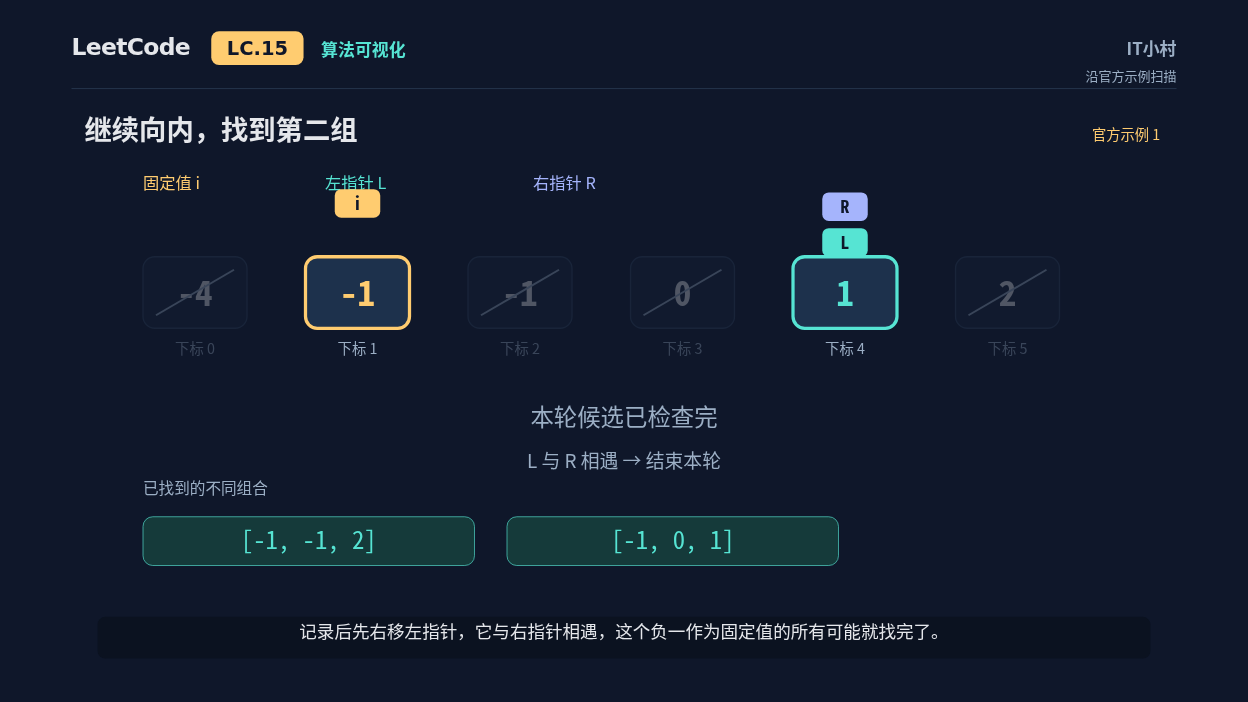 LeetCode LC.15 算法可视化 IT小村
沿官方示例扫描
继续向内，找到第二组
官方示例 1
固定值 i 左指针 L 右指针 R
i R
L
-4 -1 -1 0 1 2
下标 0 下标 1 下标 2 下标 3 下标 4 下标 5
本轮候选已检查完
L 与 R 相遇 → 结束本轮
已找到的不同组合
[-1, -1, 2] [-1, 0, 1]
记录后先右移左指针，它与右指针相遇，这个负一作为固定值的所有可能就找完了。